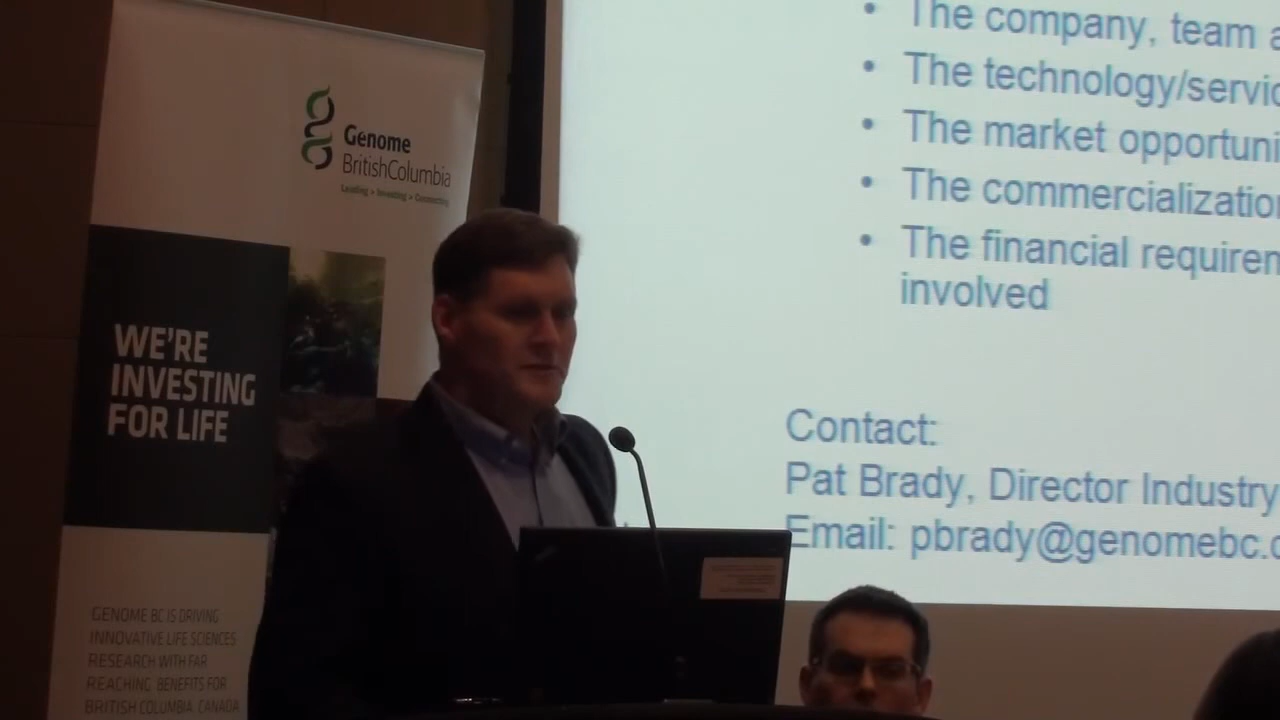 Genome
BritishColumbia
Leading > Investing > Connecting
WE'RE
INVESTING
FOR LIFE
GENOME BC IS DRIVING
INNOVATIVE LIFE SCIENCES
RESEARCH WITH FAR
REACHING BENEFITS FOR
BRITISH COLUMBIA, CANADA
• The company, team a
• The technology/servic
• The market opportuni
• The commercializatio
• The financial requirem
involved
Contact:
Pat Brady, Director Industry
Email: pbrady@genomebc.c